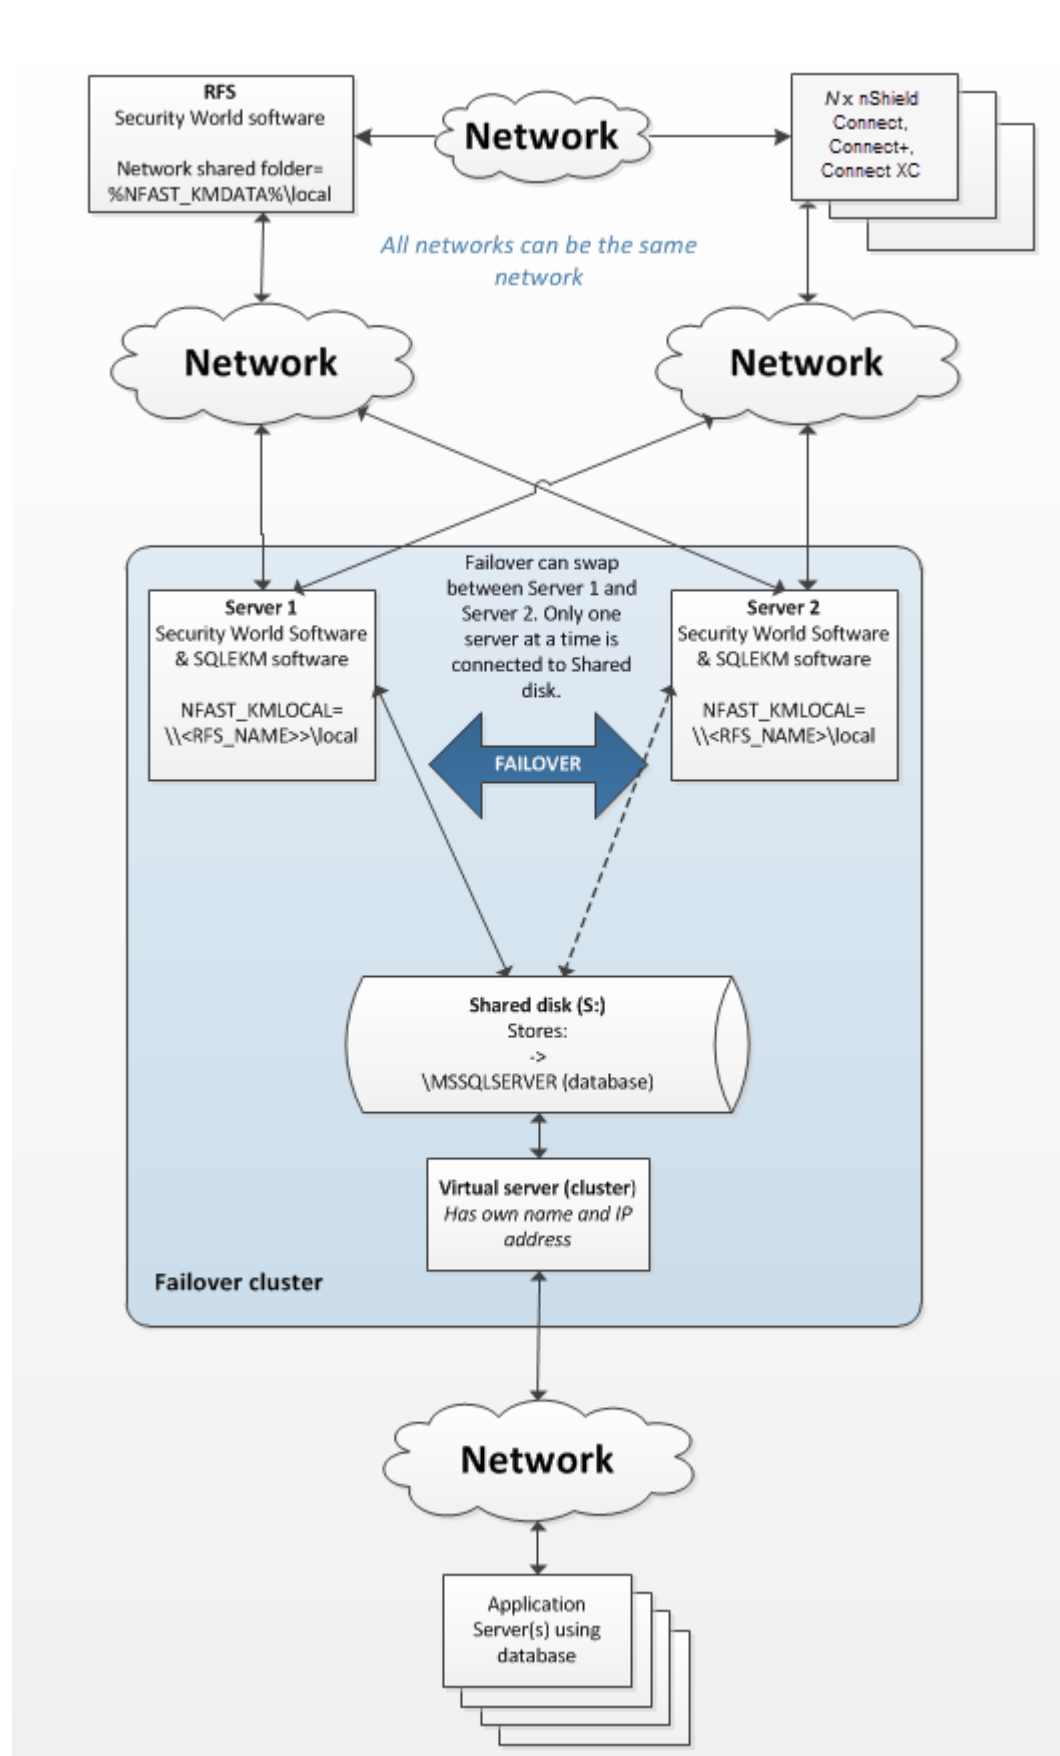 RFS
Security World software
Network shared folder=
%NFAST_KMDATA%\local
Network
N x nShield
Connect,
Connect+,
Connect XC
All networks can be the same
network
Network
Network
Failover can swap
between Server 1 and
Server 2. Only one
server at a time is
connected to Shared
disk.
Server 1
Security World Software
& SQLEKM software
NFAST_KMLOCAL=
\\<RFS_NAME>>\local
FAILOVER
Server 2
Security World Software
& SQLEKM software
NFAST_KMLOCAL=
\\<RFS_NAME>\local
Shared disk (S:)
Stores:
->
\MSSQLSERVER (database)
Virtual server (cluster)
Has own name and IP
address
Failover cluster
Network
Application
Server(s) using
database